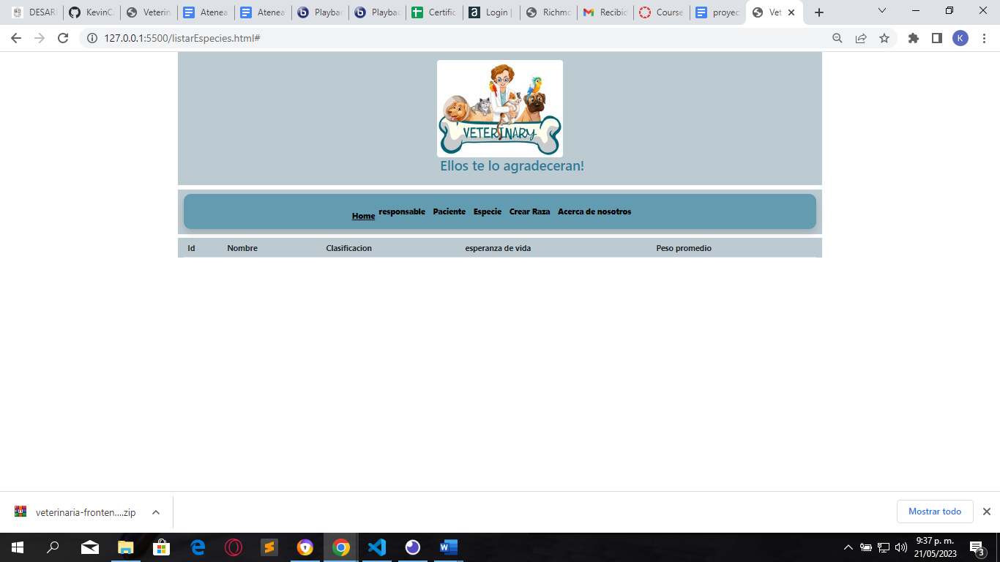 DESAR
KevinC
Veterin
Atenea
Atenea
Playbac
Playbac
Certific
Login |
Richmo
Recibid
Course
proyec
Vet
127.0.0.1:5500/listarEspecies.html#
K
VETERINARY
Ellos te lo agradeceran!
Home responsable Paciente Especie Crear Raza Acerca de nosotros
Id Nombre Clasificacion esperanza de vida Peso promedio
veterinaria-fronten....zip
Mostrar todo
9:37 p. m.
21/05/2023
3